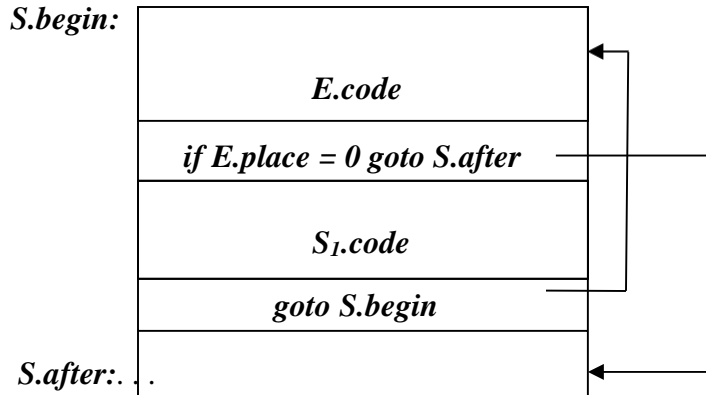 S.begin:
E.code
if E.place = 0 goto S.after
S1.code
goto S.begin
S.after:. . .